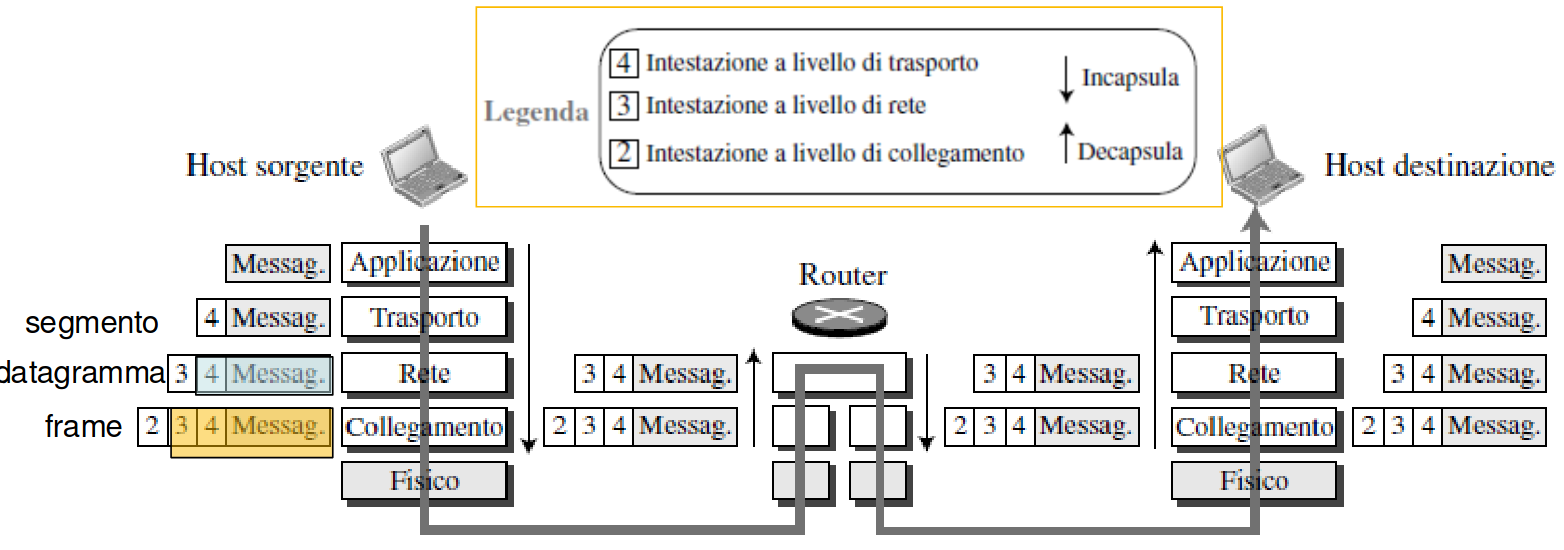 4 Intestazione a livello di trasporto
Incapsula
Legenda
3 Intestazione a livello di rete
2 Intestazione a livello di collegamento
Decapsula
Host sorgente
Host destinazione
Messag. Applicazione
Router
Applicazione Messag.
segmento 4 Messag. Trasporto
Trasporto 4 Messag.
datagramma 3 4 Messag. Rete 3 4 Messag. 3 4 Messag. Rete 3 4 Messag.
frame 2 3 4 Messag. Collegamento 2 3 4 Messag. 2 3 4 Messag. Collegamento 2 3 4 Messag.
Fisico Fisico